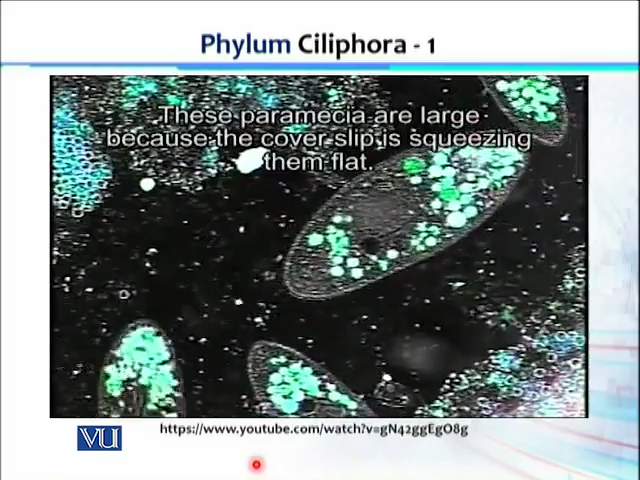 Phylum Ciliphora - 1
These paramecia are large
because the cover slip is squeezing
them flat.
https://www.youtube.com/watch?v=gN42ggEgO8g
VU